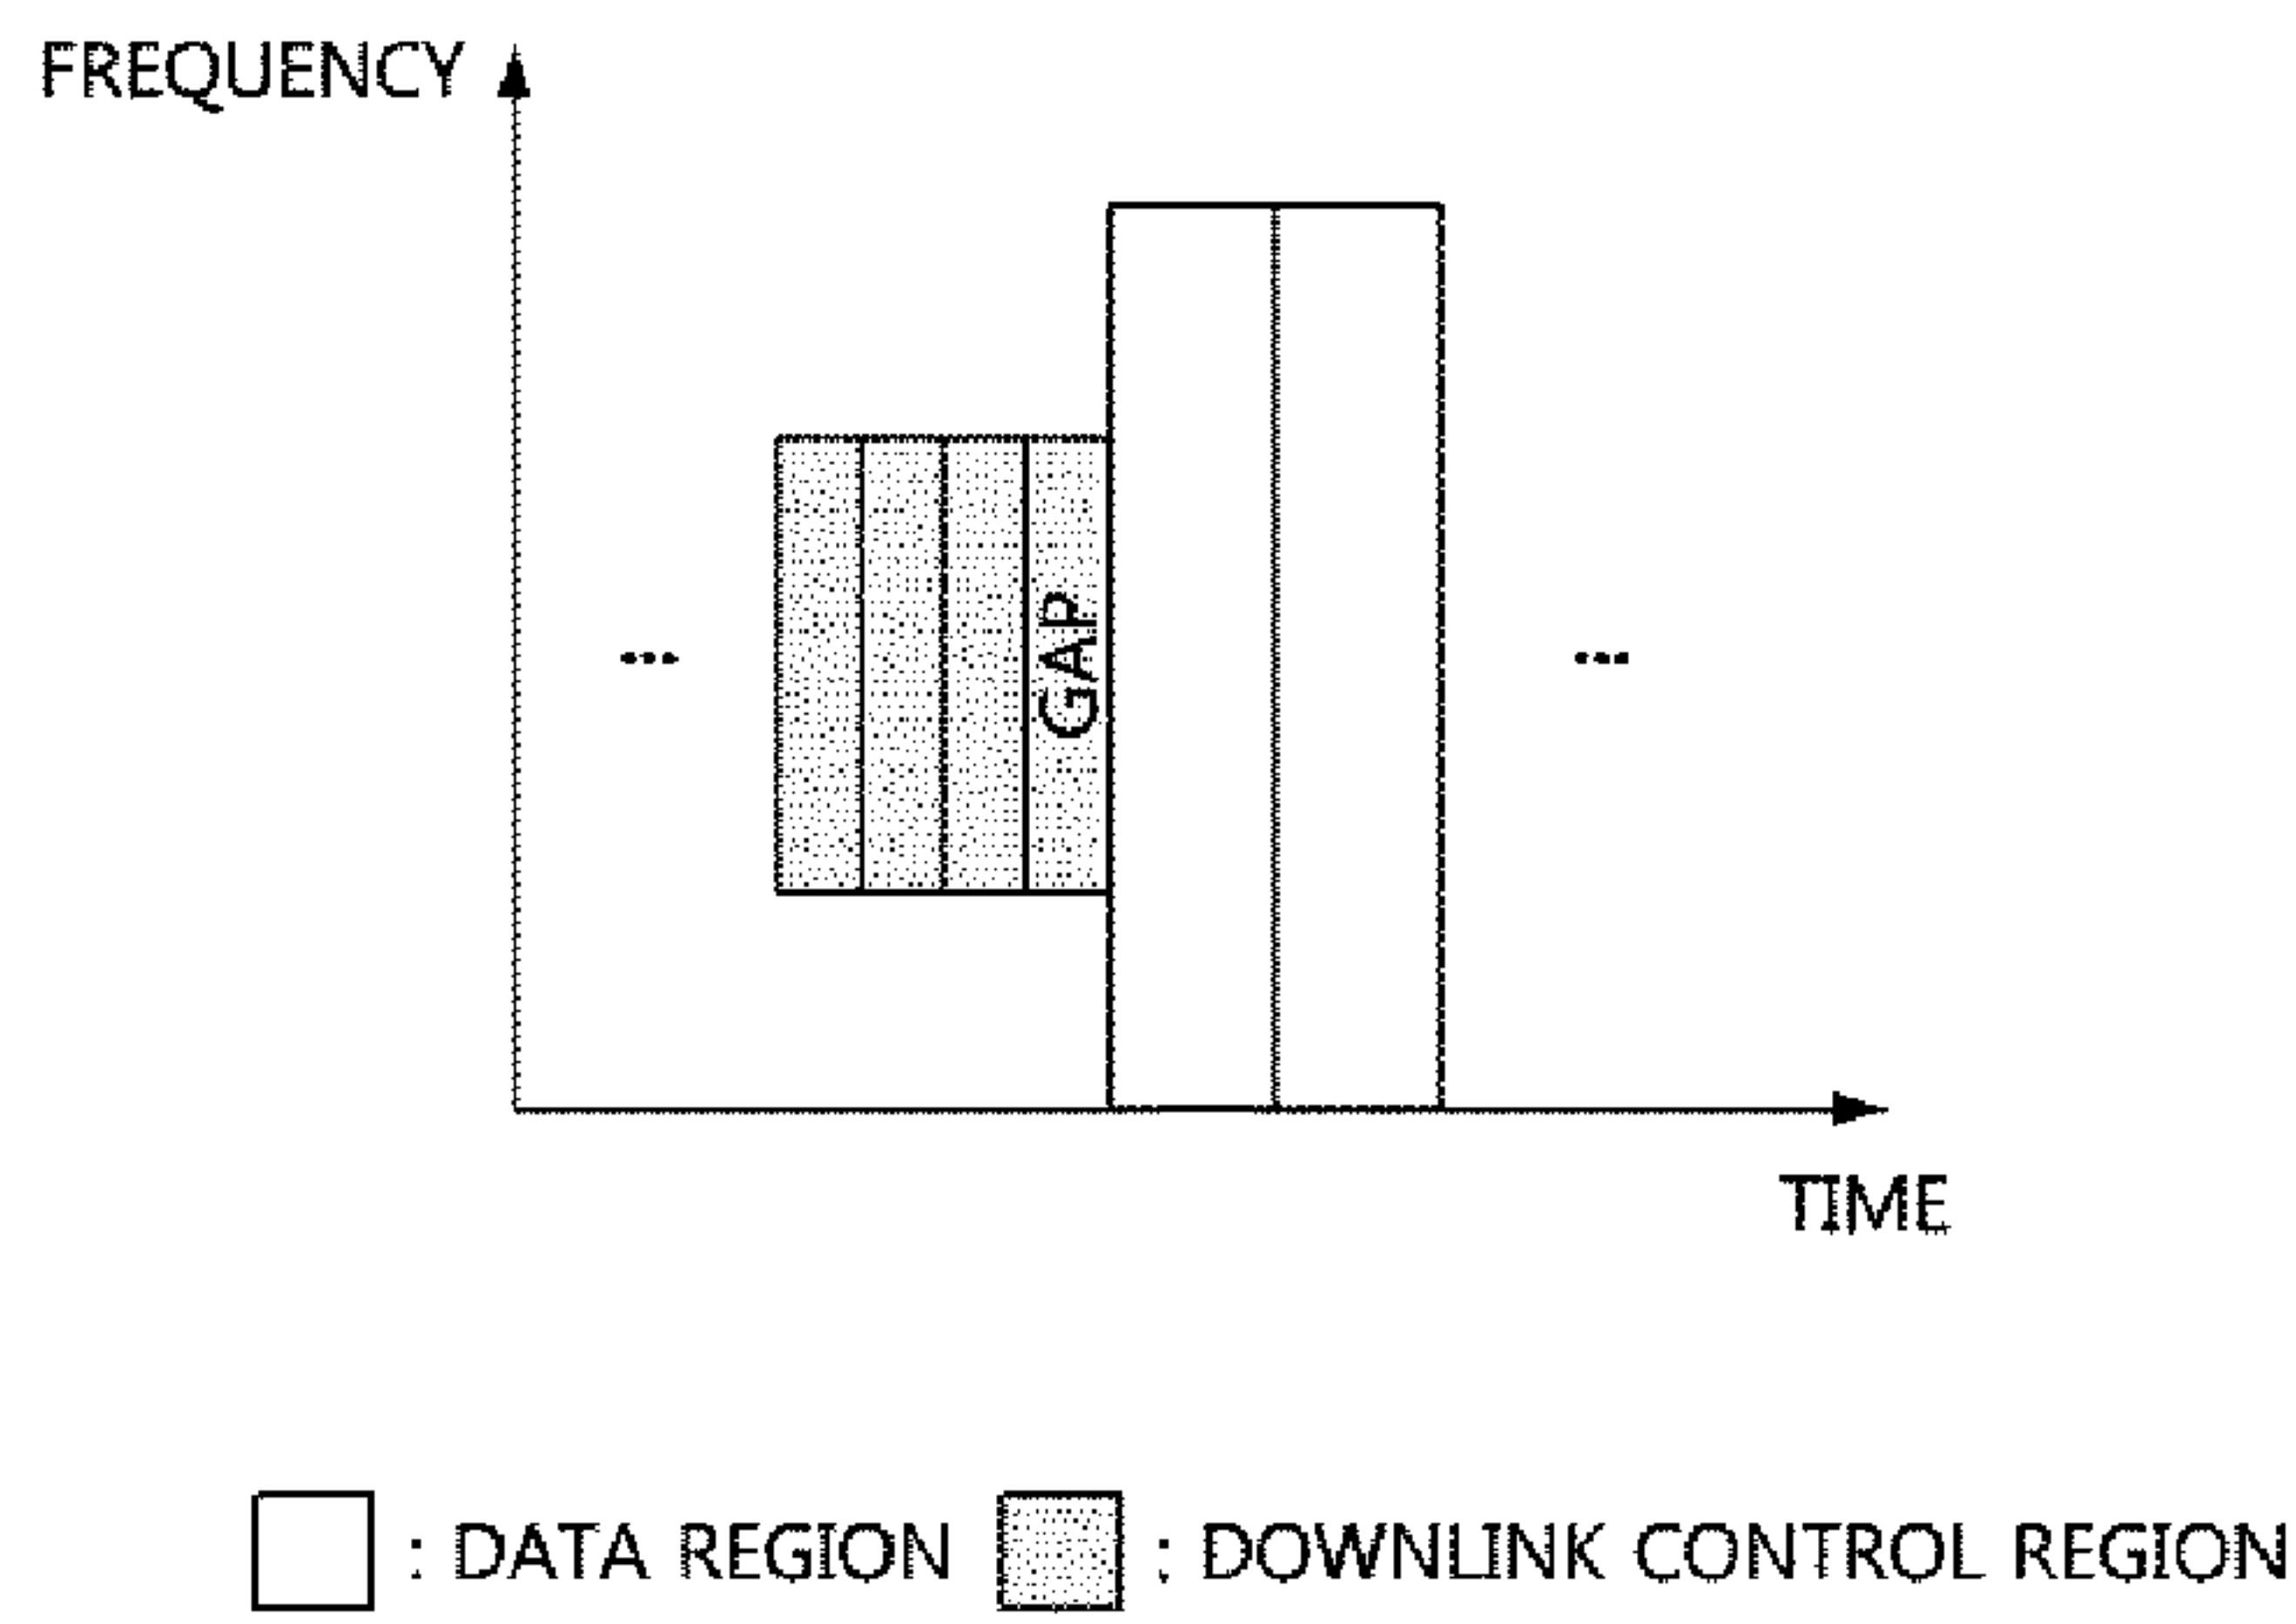 FREQUENCY
...
GAP
...
TIME
: DATA REGION
: DOWNLINK CONTROL REGION